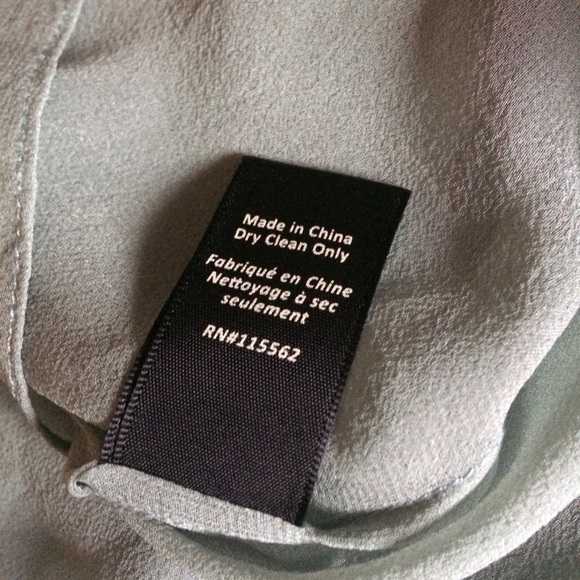 Made in China
Dry Clean Only
Fabriqué en Chine
Nettoyage à sec
seulement
RN#115562